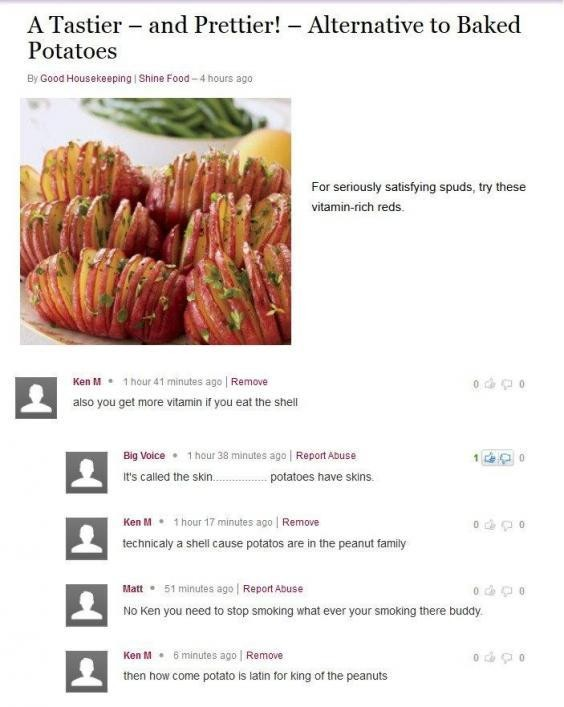 A Tastier – and Prettier! – Alternative to Baked
Potatoes
By Good Housekeeping | Shine Food – 4 hours ago
For seriously satisfying spuds, try these
vitamin-rich reds.
Ken M • 1 hour 41 minutes ago | Remove 0 0
also you get more vitamin if you eat the shell
Big Voice • 1 hour 38 minutes ago | Report Abuse 1 0
It's called the skin................. potatoes have skins.
Ken M • 1 hour 17 minutes ago | Remove 0 0
technicaly a shell cause potatos are in the peanut family
Matt • 51 minutes ago | Report Abuse 0 0
No Ken you need to stop smoking what ever your smoking there buddy.
Ken M • 6 minutes ago | Remove 0 0
then how come potato is latin for king of the peanuts